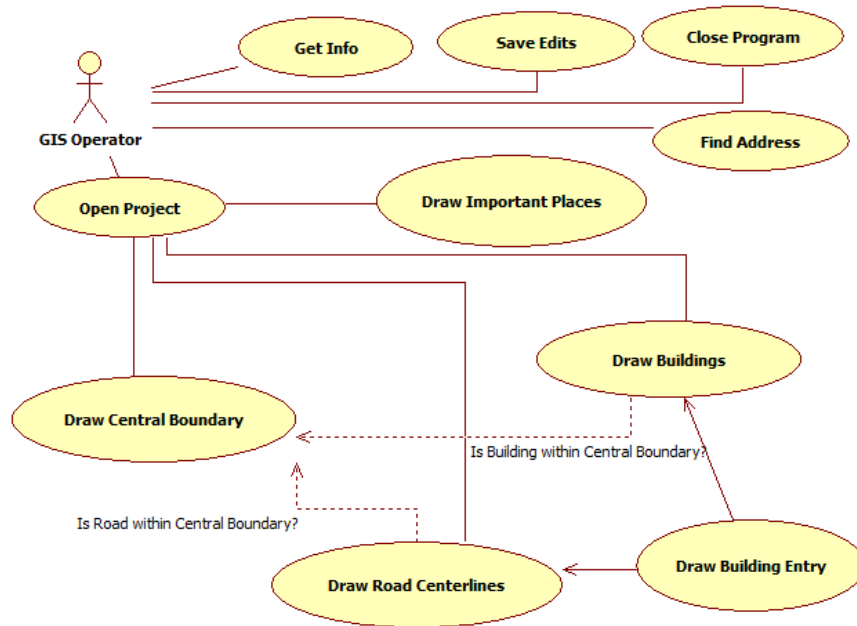 Get Info
Save Edits
Close Program
GIS Operator
Find Address
Open Project
Draw Important Places
Draw Buildings
Draw Central Boundary
Is Building within Central Boundary?
Is Road within Central Boundary?
Draw Building Entry
Draw Road Centerlines